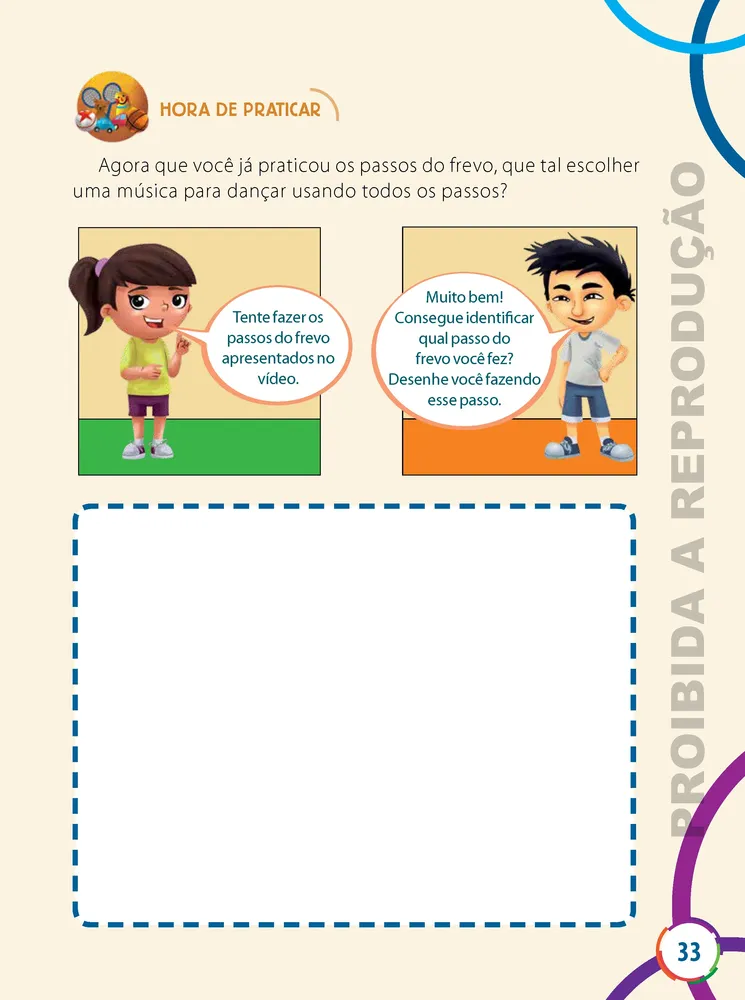 HORA DE PRATICAR
Agora que você já praticou os passos do frevo, que tal escolher
uma música para dançar usando todos os passos?
Tente fazer os
passos do frevo
apresentados no
vídeo.
Muito bem!
Consegue identificar
qual passo do
frevo você fez?
Desenhe você fazendo
esse passo.
PROIBIDA A REPRODUÇÃO
33